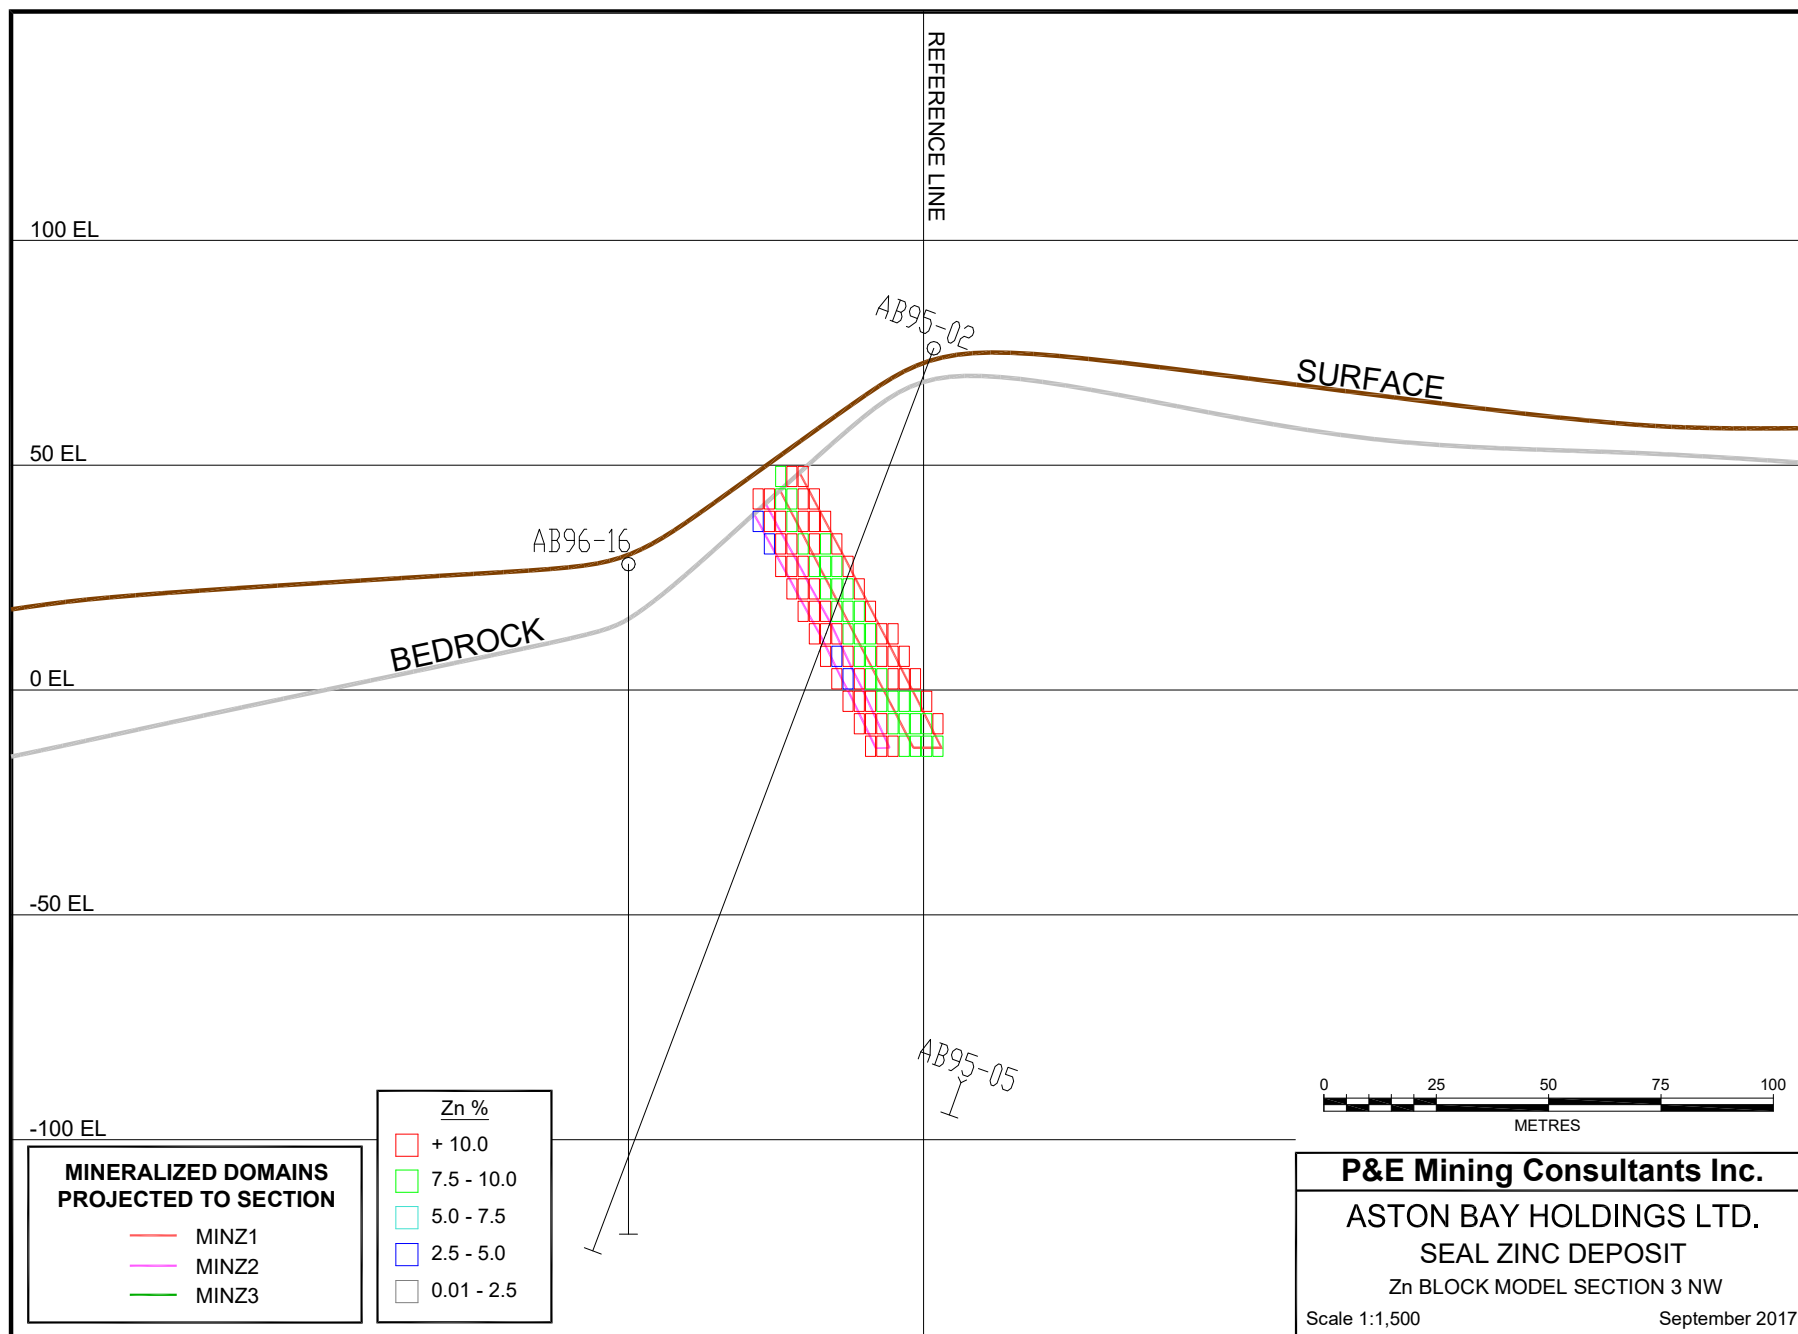 REFERENCE LINE
100 EL
AB95-02
SURFACE
50 EL
AB96-16
BEDROCK
0 EL
-50 EL
AB95-05
-100 EL
0 25 50 75 100
METRES
MINERALIZED DOMAINS
PROJECTED TO SECTION
MINZ1
MINZ2
MINZ3
Zn %
+ 10.0
7.5 - 10.0
5.0 - 7.5
2.5 - 5.0
0.01 - 2.5
P&E Mining Consultants Inc.
ASTON BAY HOLDINGS LTD.
SEAL ZINC DEPOSIT
Zn BLOCK MODEL SECTION 3 NW
Scale 1:1,500 September 2017